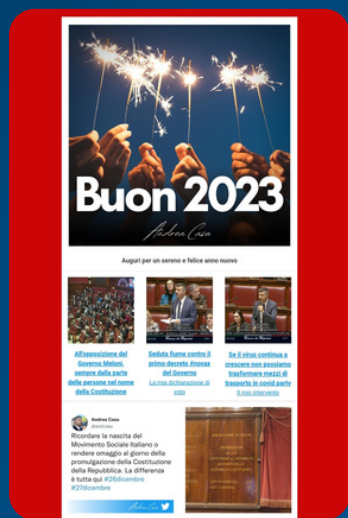 Buon 2023
Andrea Casu
Auguri per un sereno e felice anno nuovo
All'opposizione del
Governo Meloni,
sempre dalla parte
delle persone nel nome
della Costituzione
Seduta fiume contro il
primo decreto #novax
del Governo
La mia dichiarazione di
voto
Se il virus continua a
crescere non possiamo
trasformare mezzi di
trasporto in covid party
Il mio intervento
Andrea Casu
@andcasu
Ricordare la nascita del
Movimento Sociale Italiano o
rendere omaggio al giorno della
promulgazione della Costituzione
della Repubblica. La differenza
è tutta qui #26dicembre
#27dicembre
Andrea Casu